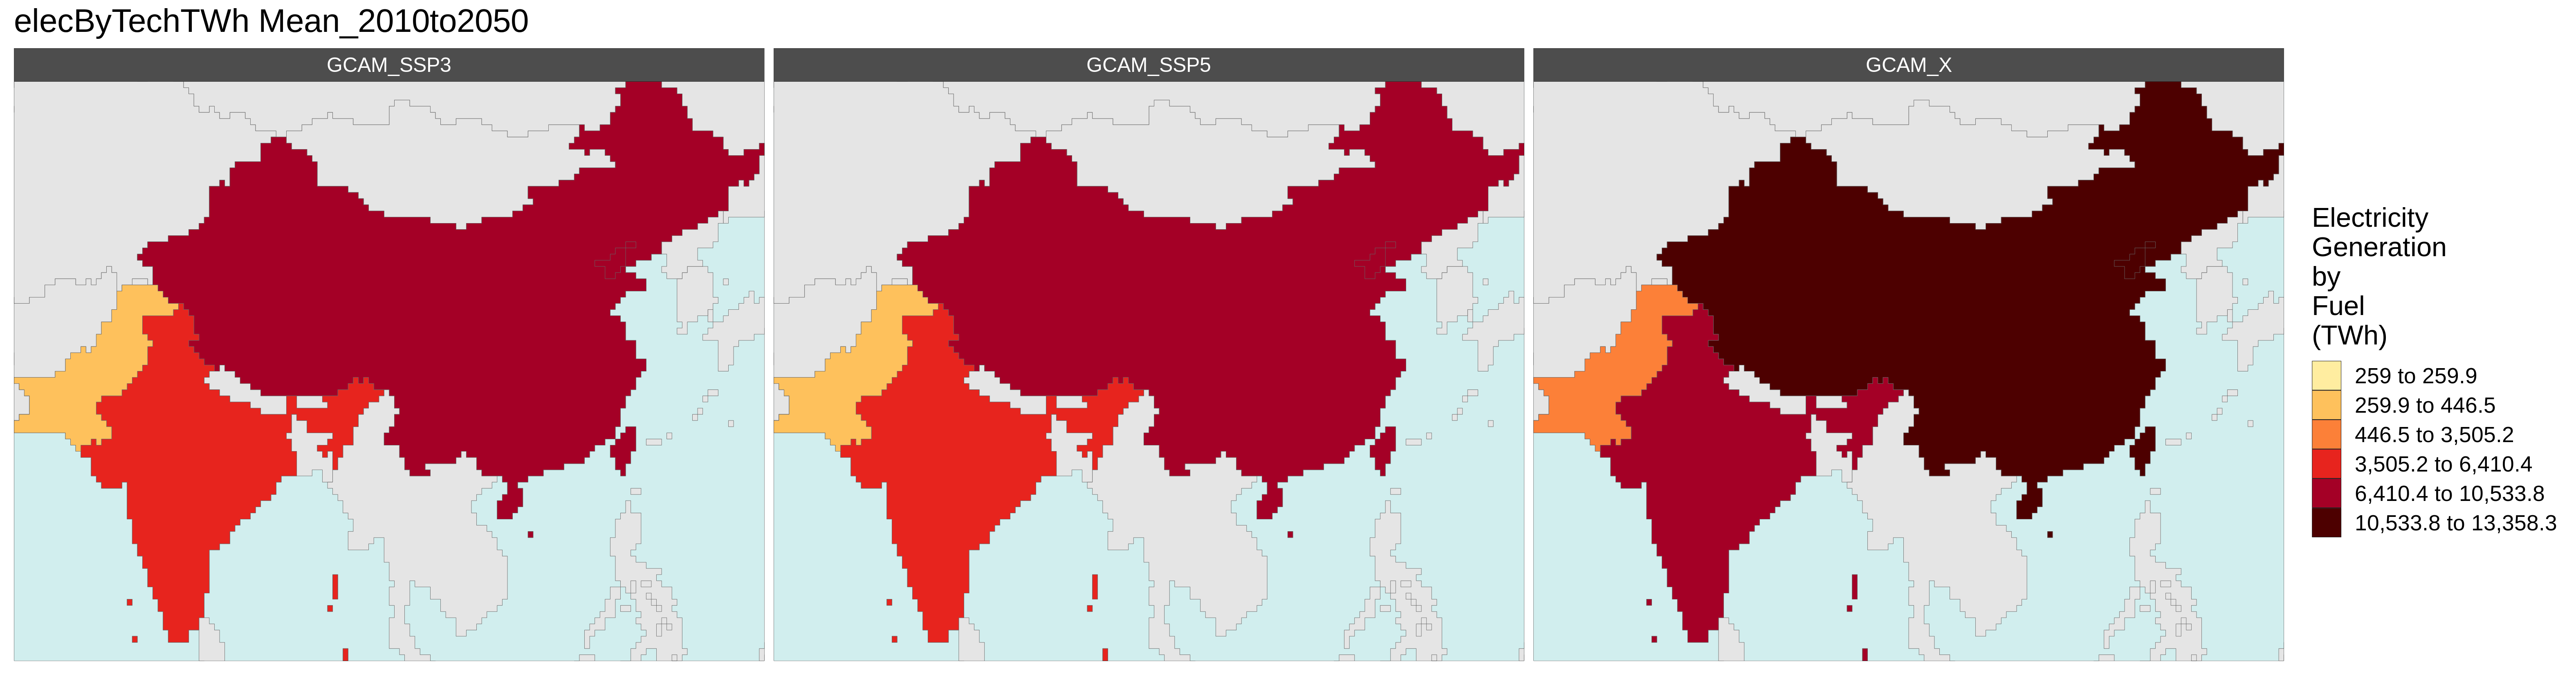 elecByTechTWh Mean_2010to2050
GCAM_SSP3
GCAM_SSP5
GCAM_X
Electricity
Generation
by
Fuel
(TWh)
259 to 259.9
259.9 to 446.5
446.5 to 3,505.2
3,505.2 to 6,410.4
6,410.4 to 10,533.8
10,533.8 to 13,358.3